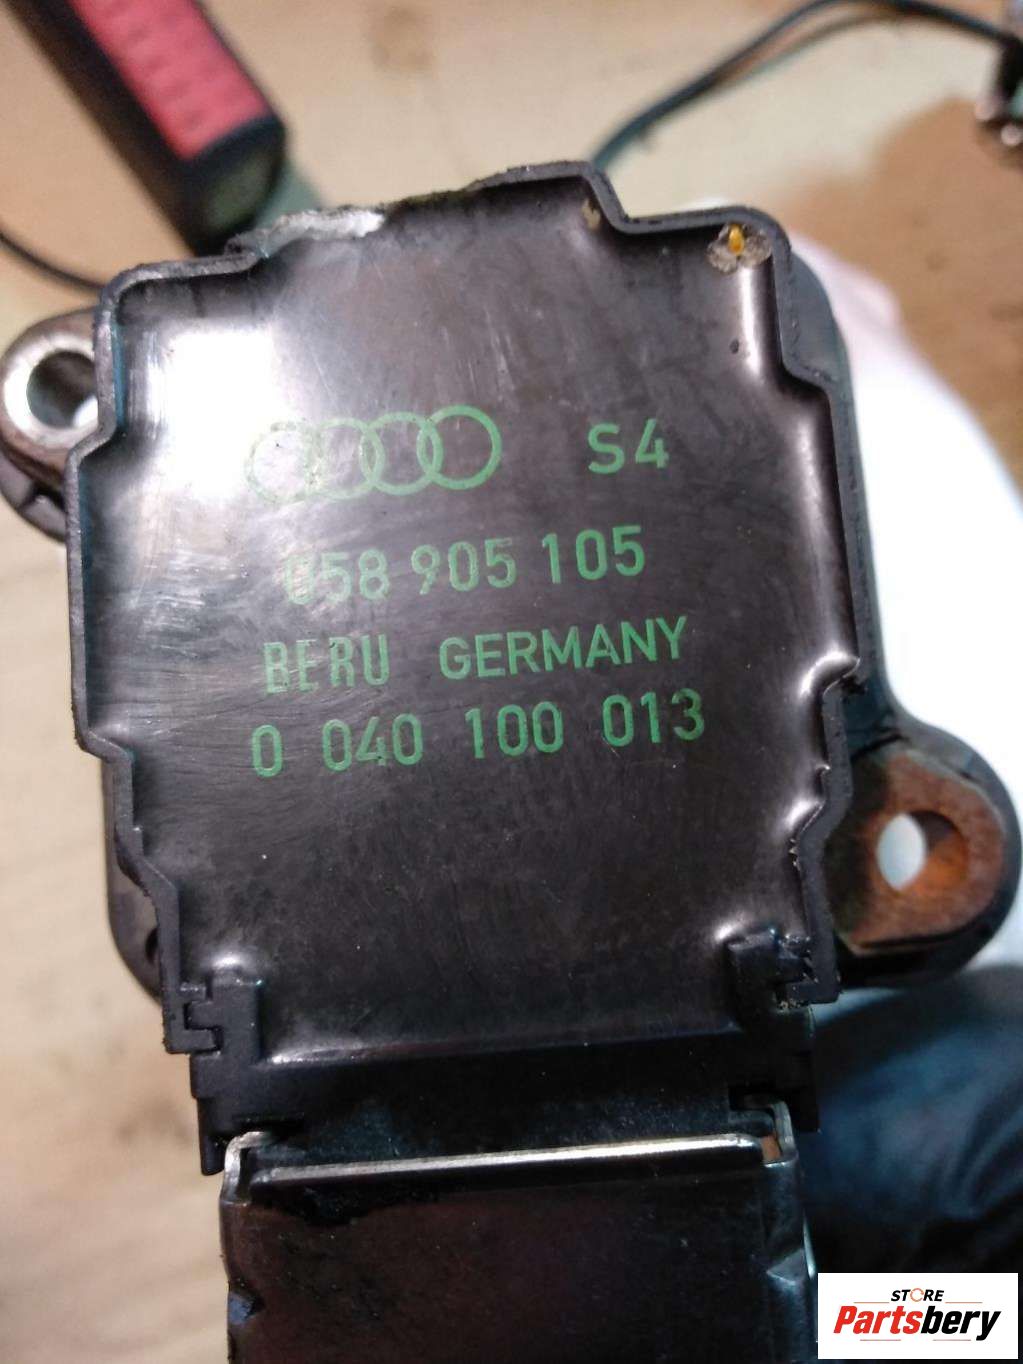 S4
058 905 105
BERU GERMANY
0 040 100 013
STORE
Partsbery